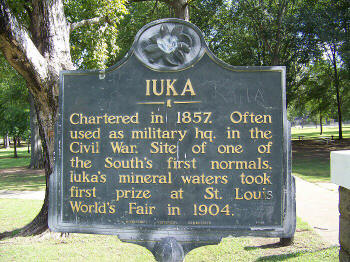 IUKA
Chartered in 1857. Often
used as military hq. in the
Civil War. Site of one of
the South's first normals.
Iuka's mineral waters took
first prize at St. Louis
World's Fair in 1904.